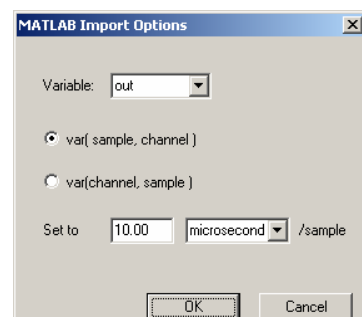 MATLAB Import Options
Variable: out
var( sample, channel )
var(channel, sample )
Set to 10.00 microsecond /sample
OK Cancel